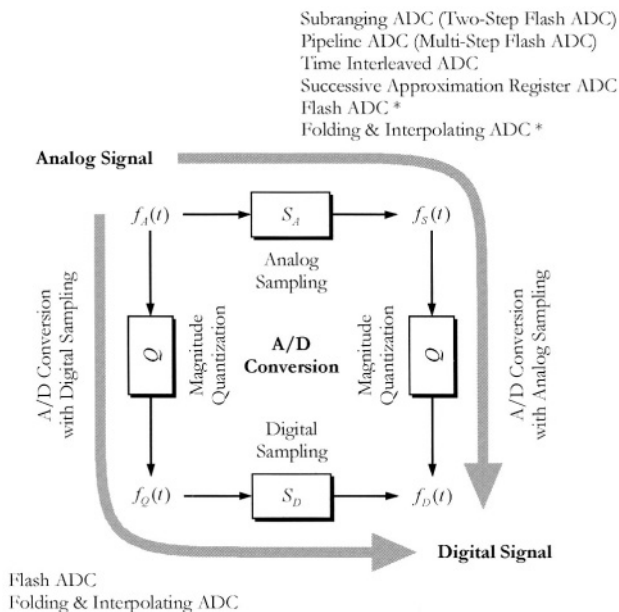 Subranging ADC (Two-Step Flash ADC)
Pipeline ADC (Multi-Step Flash ADC)
Time Interleaved ADC
Successive Approximation Register ADC
Flash ADC *
Folding & Interpolating ADC *
Analog Signal
f_A(t)
S_A
f_S(t)
Analog
Sampling
A/D Conversion
with Digital Sampling
Q
Magnitude
Quantization
A/D
Conversion
Magnitude
Quantization
Q
A/D Conversion
with Analog Sampling
Digital
Sampling
f_Q(t)
S_D
f_D(t)
Digital Signal
Flash ADC
Folding & Interpolating ADC